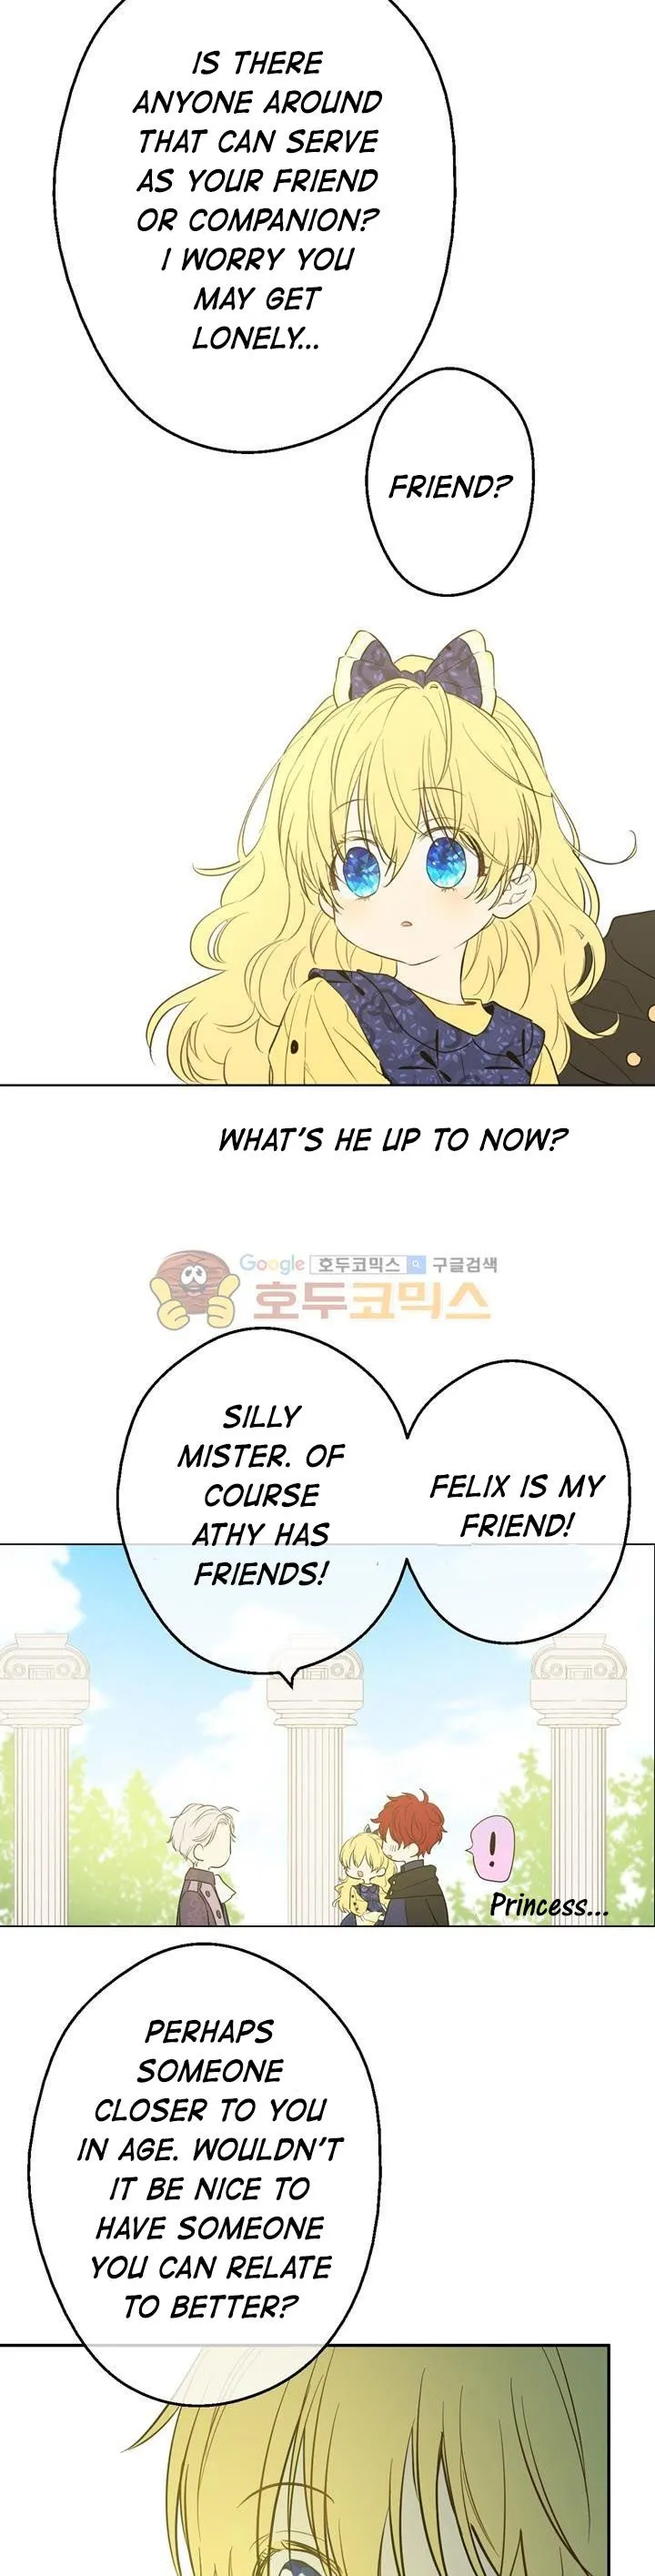 IS THERE
ANYONE AROUND
THAT CAN SERVE
AS YOUR FRIEND
OR COMPANION?
I WORRY YOU
MAY GET
LONELY...
FRIEND?
WHAT'S HE UP TO NOW?
Google 호두코믹스 구글검색
호두코믹스
SILLY
MISTER. OF
COURSE
ATHY HAS
FRIENDS!
FELIX IS MY
FRIEND!
!
Princess...
PERHAPS
SOMEONE
CLOSER TO YOU
IN AGE. WOULDN'T
IT BE NICE TO
HAVE SOMEONE
YOU CAN RELATE
TO BETTER?